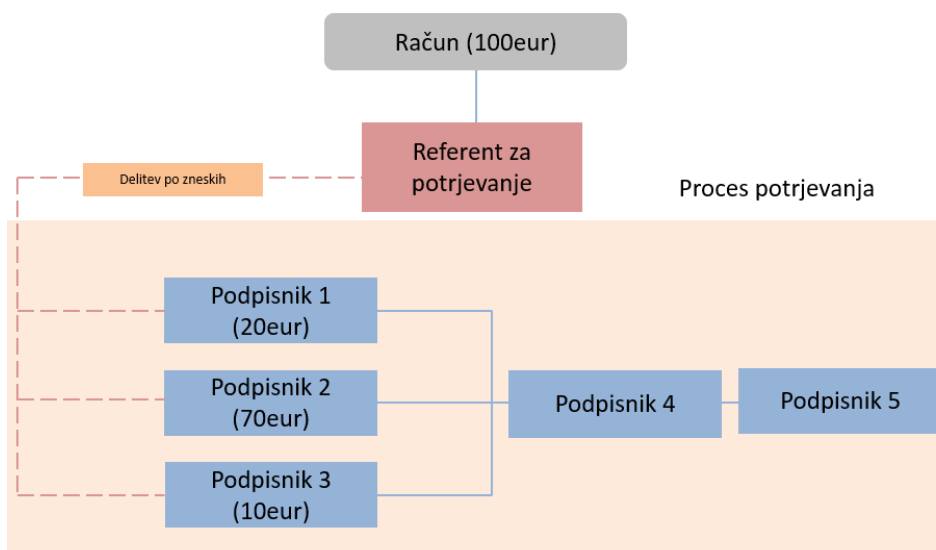 Račun (100eur)
Referent za
potrjevanje
Delitev po zneskih
Proces potrjevanja
Podpisnik 1
(20eur)
Podpisnik 2
(70eur)
Podpisnik 3
(10eur)
Podpisnik 4
Podpisnik 5